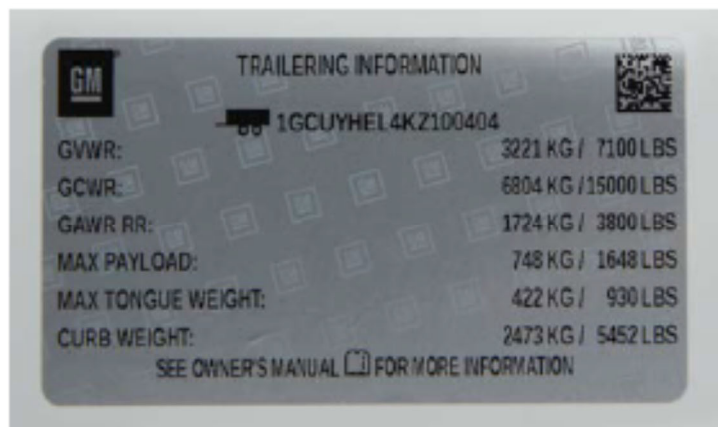 GM
TRAILERING INFORMATION
1GCUYHEL4KZ100404
GVWR: 3221 KG / 7100 LBS
GCWR: 6804 KG / 15000 LBS
GAWR RR: 1724 KG / 3800 LBS
MAX PAYLOAD: 748 KG / 1648 LBS
MAX TONGUE WEIGHT: 422 KG / 930 LBS
CURB WEIGHT: 2473 KG / 5452 LBS
SEE OWNER'S MANUAL FOR MORE INFORMATION